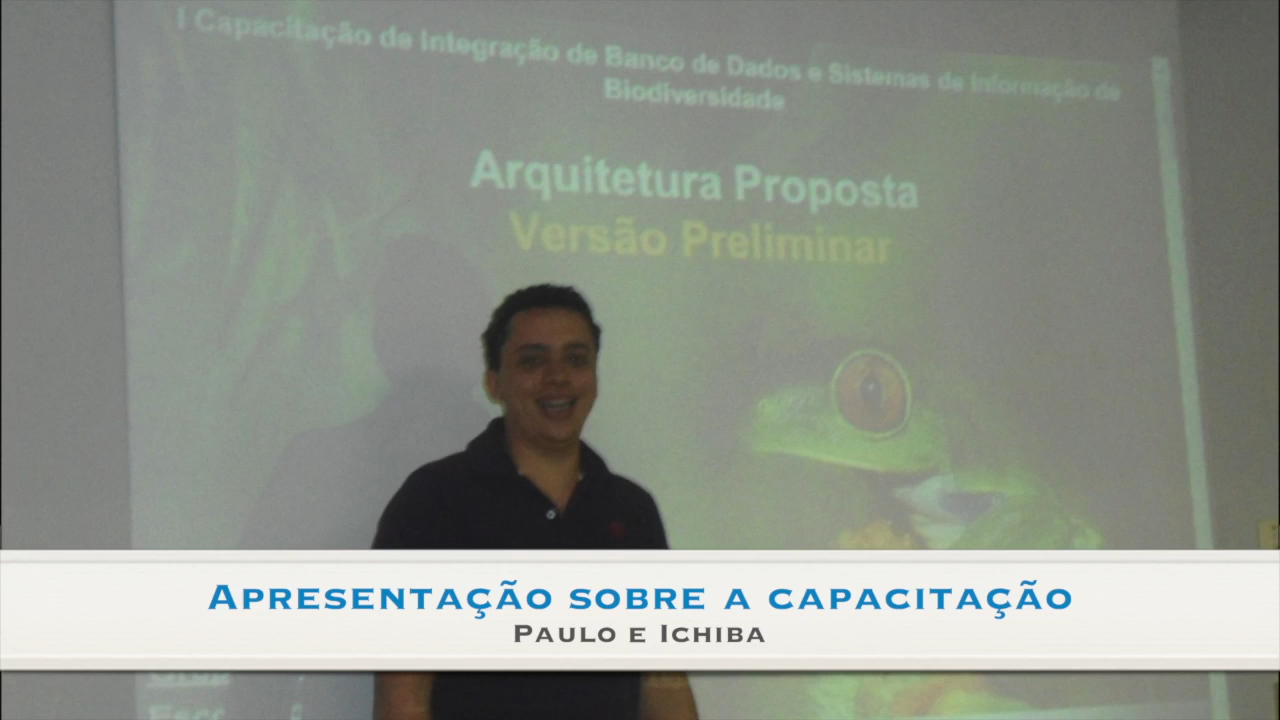 I Capacitação de Integração de Banco de Dados e Sistemas de Informação de
Biodiversidade
Arquitetura Proposta
Versão Preliminar
Apresentação sobre a capacitação
Paulo e Ichiba